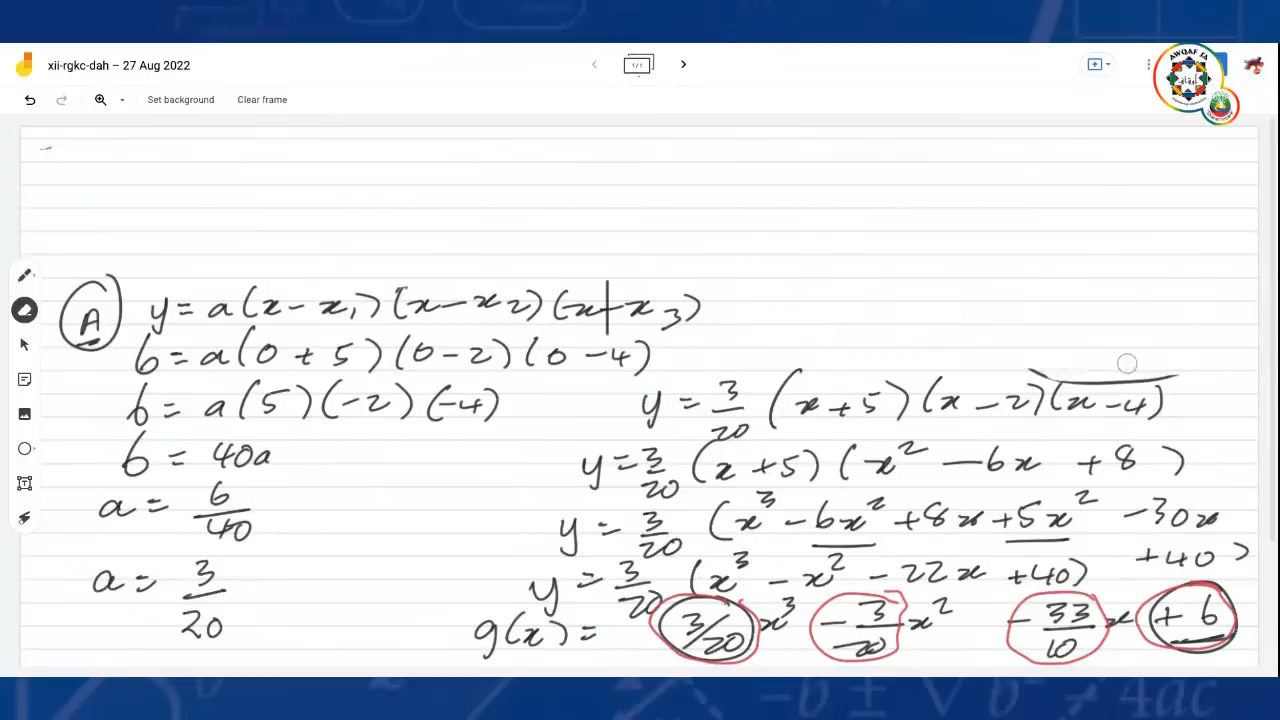 xii-rgkc-dah – 27 Aug 2022
1/1
Set background
Clear frame
AWQAF SA
A
y = a(x - x₁)(x - x₂)(x - x₃)
6 = a(0 + 5)(0 - 2)(0 - 4)
6 = a(5)(-2)(-4)
6 = 40a
a = 6/40
a = 3/20
y = 3/20 (x + 5)(x - 2)(x - 4)
y = 3/20 (x + 5)(x² - 6x + 8)
y = 3/20 (x³ - 6x² + 8x + 5x² - 30x
+ 40)
y = 3/20 (x³ - x² - 22x + 40)
g(x) = 3/20 x³ - 3/20 x² - 33/10 x + 6
-b ± √b² ≠ 4ac